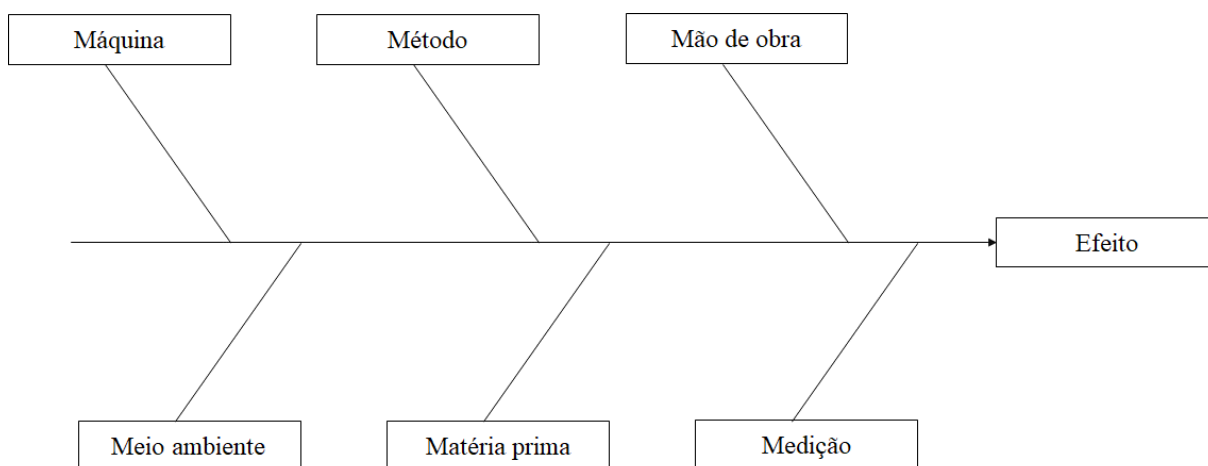 Máquina
Método
Mão de obra
Efeito
Meio ambiente
Matéria prima
Medição